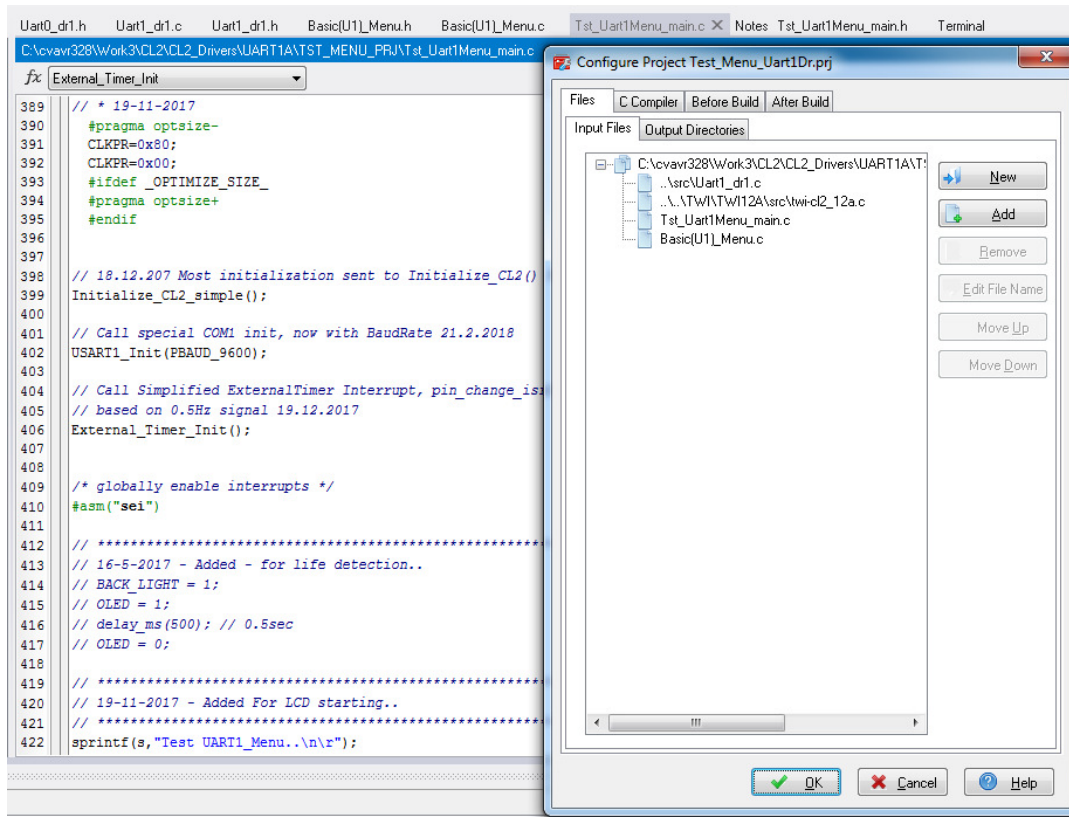 Uart0_dr1.h Uart1_dr1.c Uart1_dr1.h Basic(U1)_Menu.h Basic(U1)_Menu.c Tst_Uart1Menu_main.c Notes Tst_Uart1Menu_main.h Terminal
C:\cvavr328\Work3\CL2\CL2_Drivers\UART1A\TST_MENU_PRJ\Tst_Uart1Menu_main.c
fx External_Timer_Init
389 // * 19-11-2017
390 #pragma optsize-
391 CLKPR=0x80;
392 CLKPR=0x00;
393 #ifdef _OPTIMIZE_SIZE_
394 #pragma optsize+
395 #endif
396
397
398 // 18.12.207 Most initialization sent to Initialize_CL2()
399 Initialize_CL2_simple();
400
401 // Call special COM1 init, now with BaudRate 21.2.2018
402 USART1_Init(PBAUD_9600);
403
404 // Call Simplified ExternalTimer Interrupt, pin_change_is
405 // based on 0.5Hz signal 19.12.2017
406 External_Timer_Init();
407
408
409 /* globally enable interrupts */
410 #asm("sei")
411
412 // ******************************************************
413 // 16-5-2017 - Added - for life detection..
414 // BACK_LIGHT = 1;
415 // OLED = 1;
416 // delay_ms(500); // 0.5sec
417 // OLED = 0;
418
419 // ******************************************************
420 // 19-11-2017 - Added For LCD starting..
421 // ******************************************************
422 sprintf(s,"Test UART1_Menu..\n\r");
Configure Project Test_Menu_Uart1Dr.prj
Files C Compiler Before Build After Build
Input Files Output Directories
C:\cvavr328\Work3\CL2\CL2_Drivers\UART1A\T
..\src\Uart1_dr1.c
..\..\TWI\TWI12A\src\twi-cl2_12a.c
Tst_Uart1Menu_main.c
Basic(U1)_Menu.c
New
Add
Remove
Edit File Name
Move Up
Move Down
OK Cancel Help